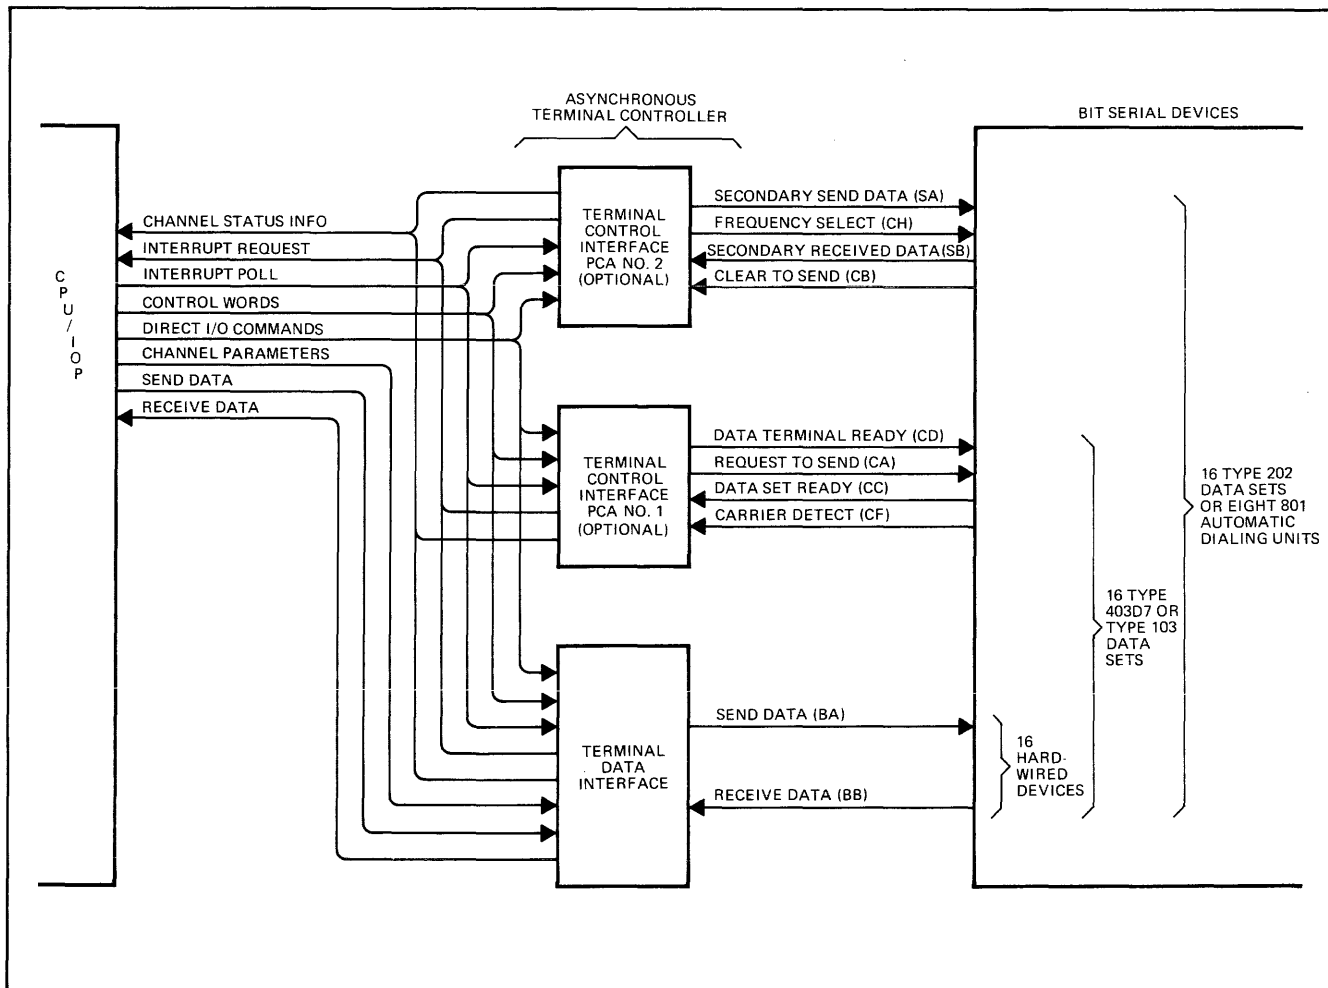 ASYNCHRONOUS
TERMINAL CONTROLLER
BIT SERIAL DEVICES
CPU/IOP
CHANNEL STATUS INFO
INTERRUPT REQUEST
INTERRUPT POLL
CONTROL WORDS
DIRECT I/O COMMANDS
CHANNEL PARAMETERS
SEND DATA
RECEIVE DATA
TERMINAL
CONTROL
INTERFACE
PCA NO. 2
(OPTIONAL)
SECONDARY SEND DATA (SA)
FREQUENCY SELECT (CH)
SECONDARY RECEIVED DATA(SB)
CLEAR TO SEND (CB)
TERMINAL
CONTROL
INTERFACE
PCA NO. 1
(OPTIONAL)
DATA TERMINAL READY (CD)
REQUEST TO SEND (CA)
DATA SET READY (CC)
CARRIER DETECT (CF)
16 TYPE 202
DATA SETS
OR EIGHT 801
AUTOMATIC
DIALING UNITS
16 TYPE
403D7 OR
TYPE 103
DATA
SETS
TERMINAL
DATA
INTERFACE
SEND DATA (BA)
RECEIVE DATA (BB)
16
HARD-
WIRED
DEVICES